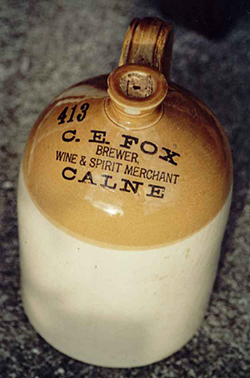 413
C. E. FOX
BREWER,
WINE & SPIRIT MERCHANT
CALNE